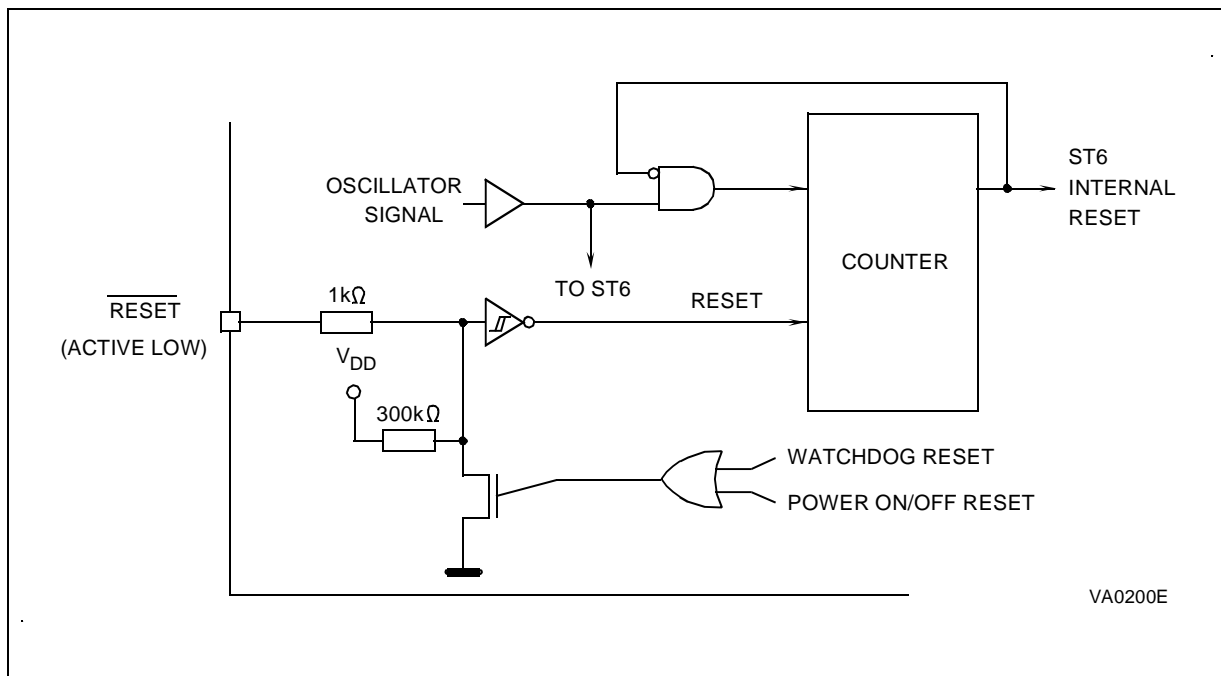 OSCILLATOR
SIGNAL
TO ST6
ST6
INTERNAL
RESET
COUNTER
RESET
RESET
(ACTIVE LOW)
1kΩ
VDD
300kΩ
WATCHDOG RESET
POWER ON/OFF RESET
VA0200E